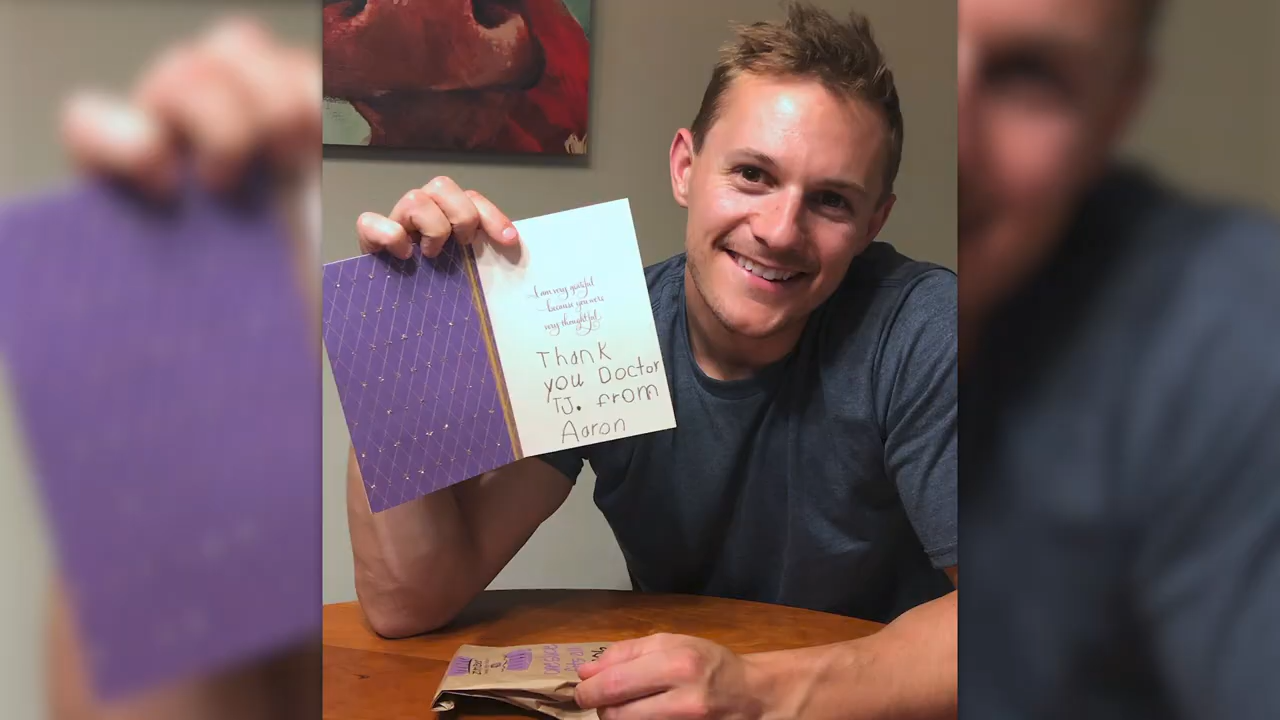 I am very grateful
because you were
very thoughtful.
Thank
you Doctor
TJ. from
Aaron